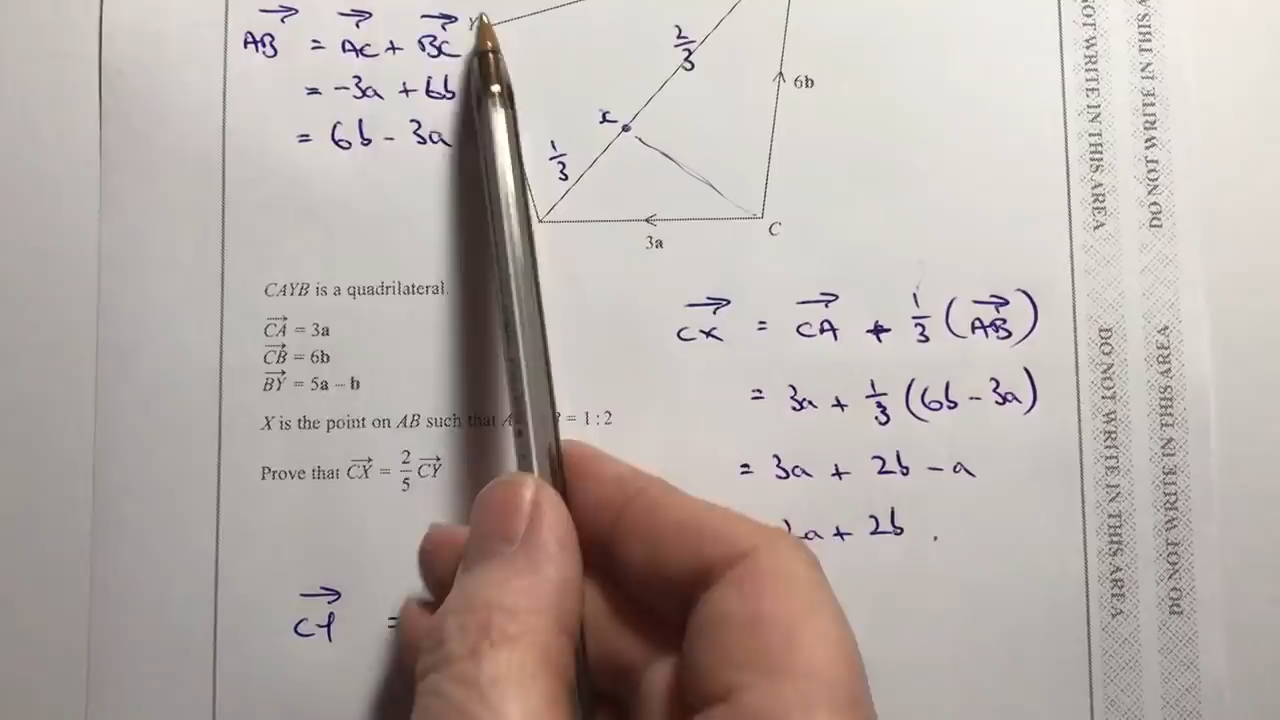 AB = AC + BC
= -3a + 6b
= 6b - 3a
Y
2/3
x
1/3
6b
3a
C
CAYB is a quadrilateral.
CA = 3a
CB = 6b
BY = 5a – b
X is the point on AB such that = 1 : 2
Prove that CX = 2/5 CY
CX = CA + 1/3 (AB)
= 3a + 1/3 (6b - 3a)
= 3a + 2b - a
2a + 2b .
CY =
NOT WRITE IN THIS AREA
DO NOT WRITE IN THIS AREA
DO NOT WRITE IN THIS
DO NOT WRITE IN THIS AREA